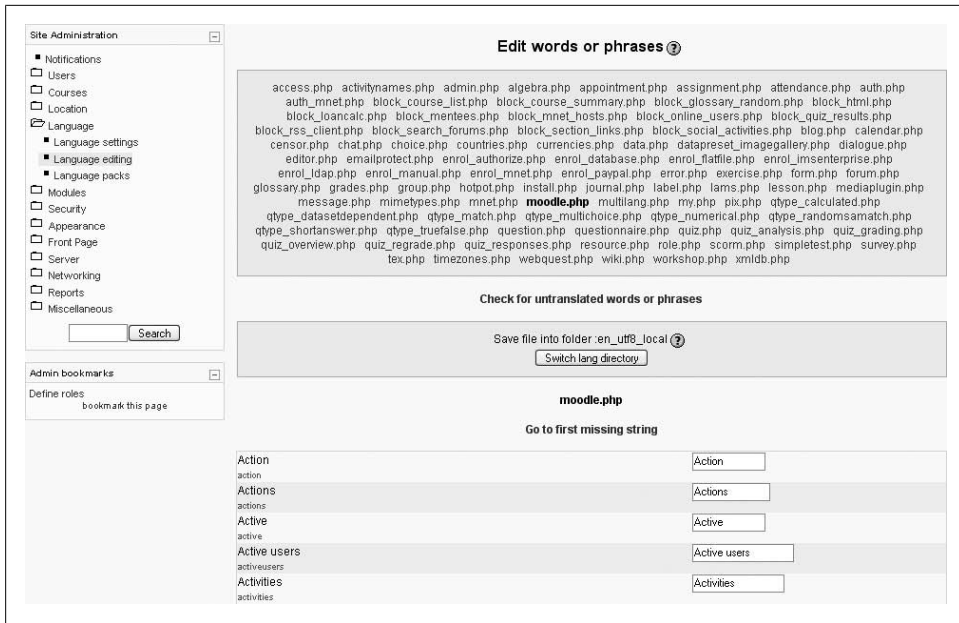 Site Administration
Notifications
Users
Courses
Location
Language
Language settings
Language editing
Language packs
Modules
Security
Appearance
Front Page
Server
Networking
Reports
Miscellaneous
Search
Admin bookmarks
Define roles
bookmark this page
Edit words or phrases ?
access.php activitynames.php admin.php algebra.php appointment.php assignment.php attendance.php auth.php
auth_mnet.php block_course_list.php block_course_summary.php block_glossary_random.php block_html.php
block_loancalc.php block_mentees.php block_mnet_hosts.php block_online_users.php block_quiz_results.php
block_rss_client.php block_search_forums.php block_section_links.php block_social_activities.php blog.php calendar.php
censor.php chat.php choice.php countries.php currencies.php data.php datapreset_imagegallery.php dialogue.php
editor.php emailprotect.php enrol_authorize.php enrol_database.php enrol_flatfile.php enrol_imsenterprise.php
enrol_ldap.php enrol_manual.php enrol_mnet.php enrol_paypal.php error.php exercise.php form.php forum.php
glossary.php grades.php group.php hotpot.php install.php journal.php label.php lams.php lesson.php mediaplugin.php
message.php mimetypes.php mnet.php moodle.php multilang.php my.php pix.php qtype_calculated.php
qtype_datasetdependent.php qtype_match.php qtype_multichoice.php qtype_numerical.php qtype_randomsamatch.php
qtype_shortanswer.php qtype_truefalse.php question.php questionnaire.php quiz.php quiz_analysis.php quiz_grading.php
quiz_overview.php quiz_regrade.php quiz_responses.php resource.php role.php scorm.php simpletest.php survey.php
tex.php timezones.php webquest.php wiki.php workshop.php xmldb.php
Check for untranslated words or phrases
Save file into folder :en_utf8_local ?
Switch lang directory
moodle.php
Go to first missing string
Action Action
action
Actions Actions
actions
Active Active
active
Active users Active users
activeusers
Activities Activities
activities